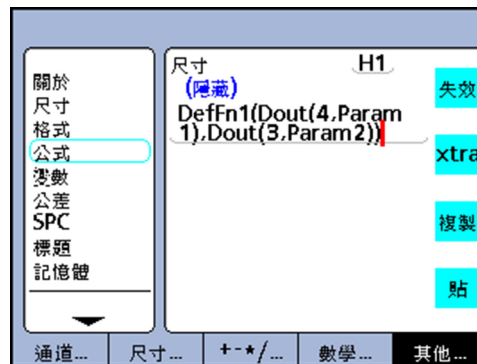 關於
尺寸
格式
公式
變數
公差
SPC
標題
記憶體
尺寸 H1
(隱藏)
DefFn1(Dout(4,Param
1),Dout(3,Param2))
失效
xtra
複製
貼
通道...
尺寸...
+-*/...
數學...
其他...